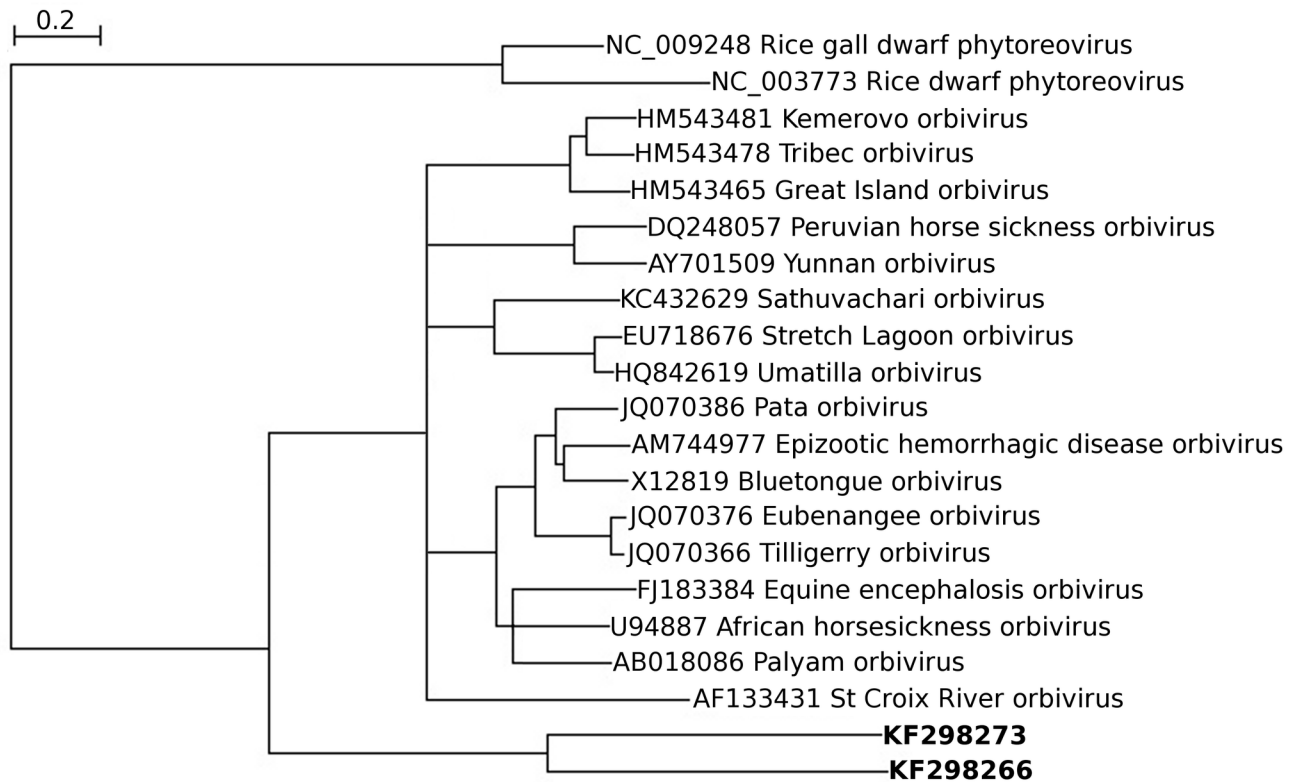 0.2
NC_009248 Rice gall dwarf phytoreovirus
NC_003773 Rice dwarf phytoreovirus
HM543481 Kemerovo orbivirus
HM543478 Tribec orbivirus
HM543465 Great Island orbivirus
DQ248057 Peruvian horse sickness orbivirus
AY701509 Yunnan orbivirus
KC432629 Sathuvachari orbivirus
EU718676 Stretch Lagoon orbivirus
HQ842619 Umatilla orbivirus
JQ070386 Pata orbivirus
AM744977 Epizootic hemorrhagic disease orbivirus
X12819 Bluetongue orbivirus
JQ070376 Eubenangee orbivirus
JQ070366 Tilligerry orbivirus
FJ183384 Equine encephalosis orbivirus
U94887 African horsesickness orbivirus
AB018086 Palyam orbivirus
AF133431 St Croix River orbivirus
KF298273
KF298266